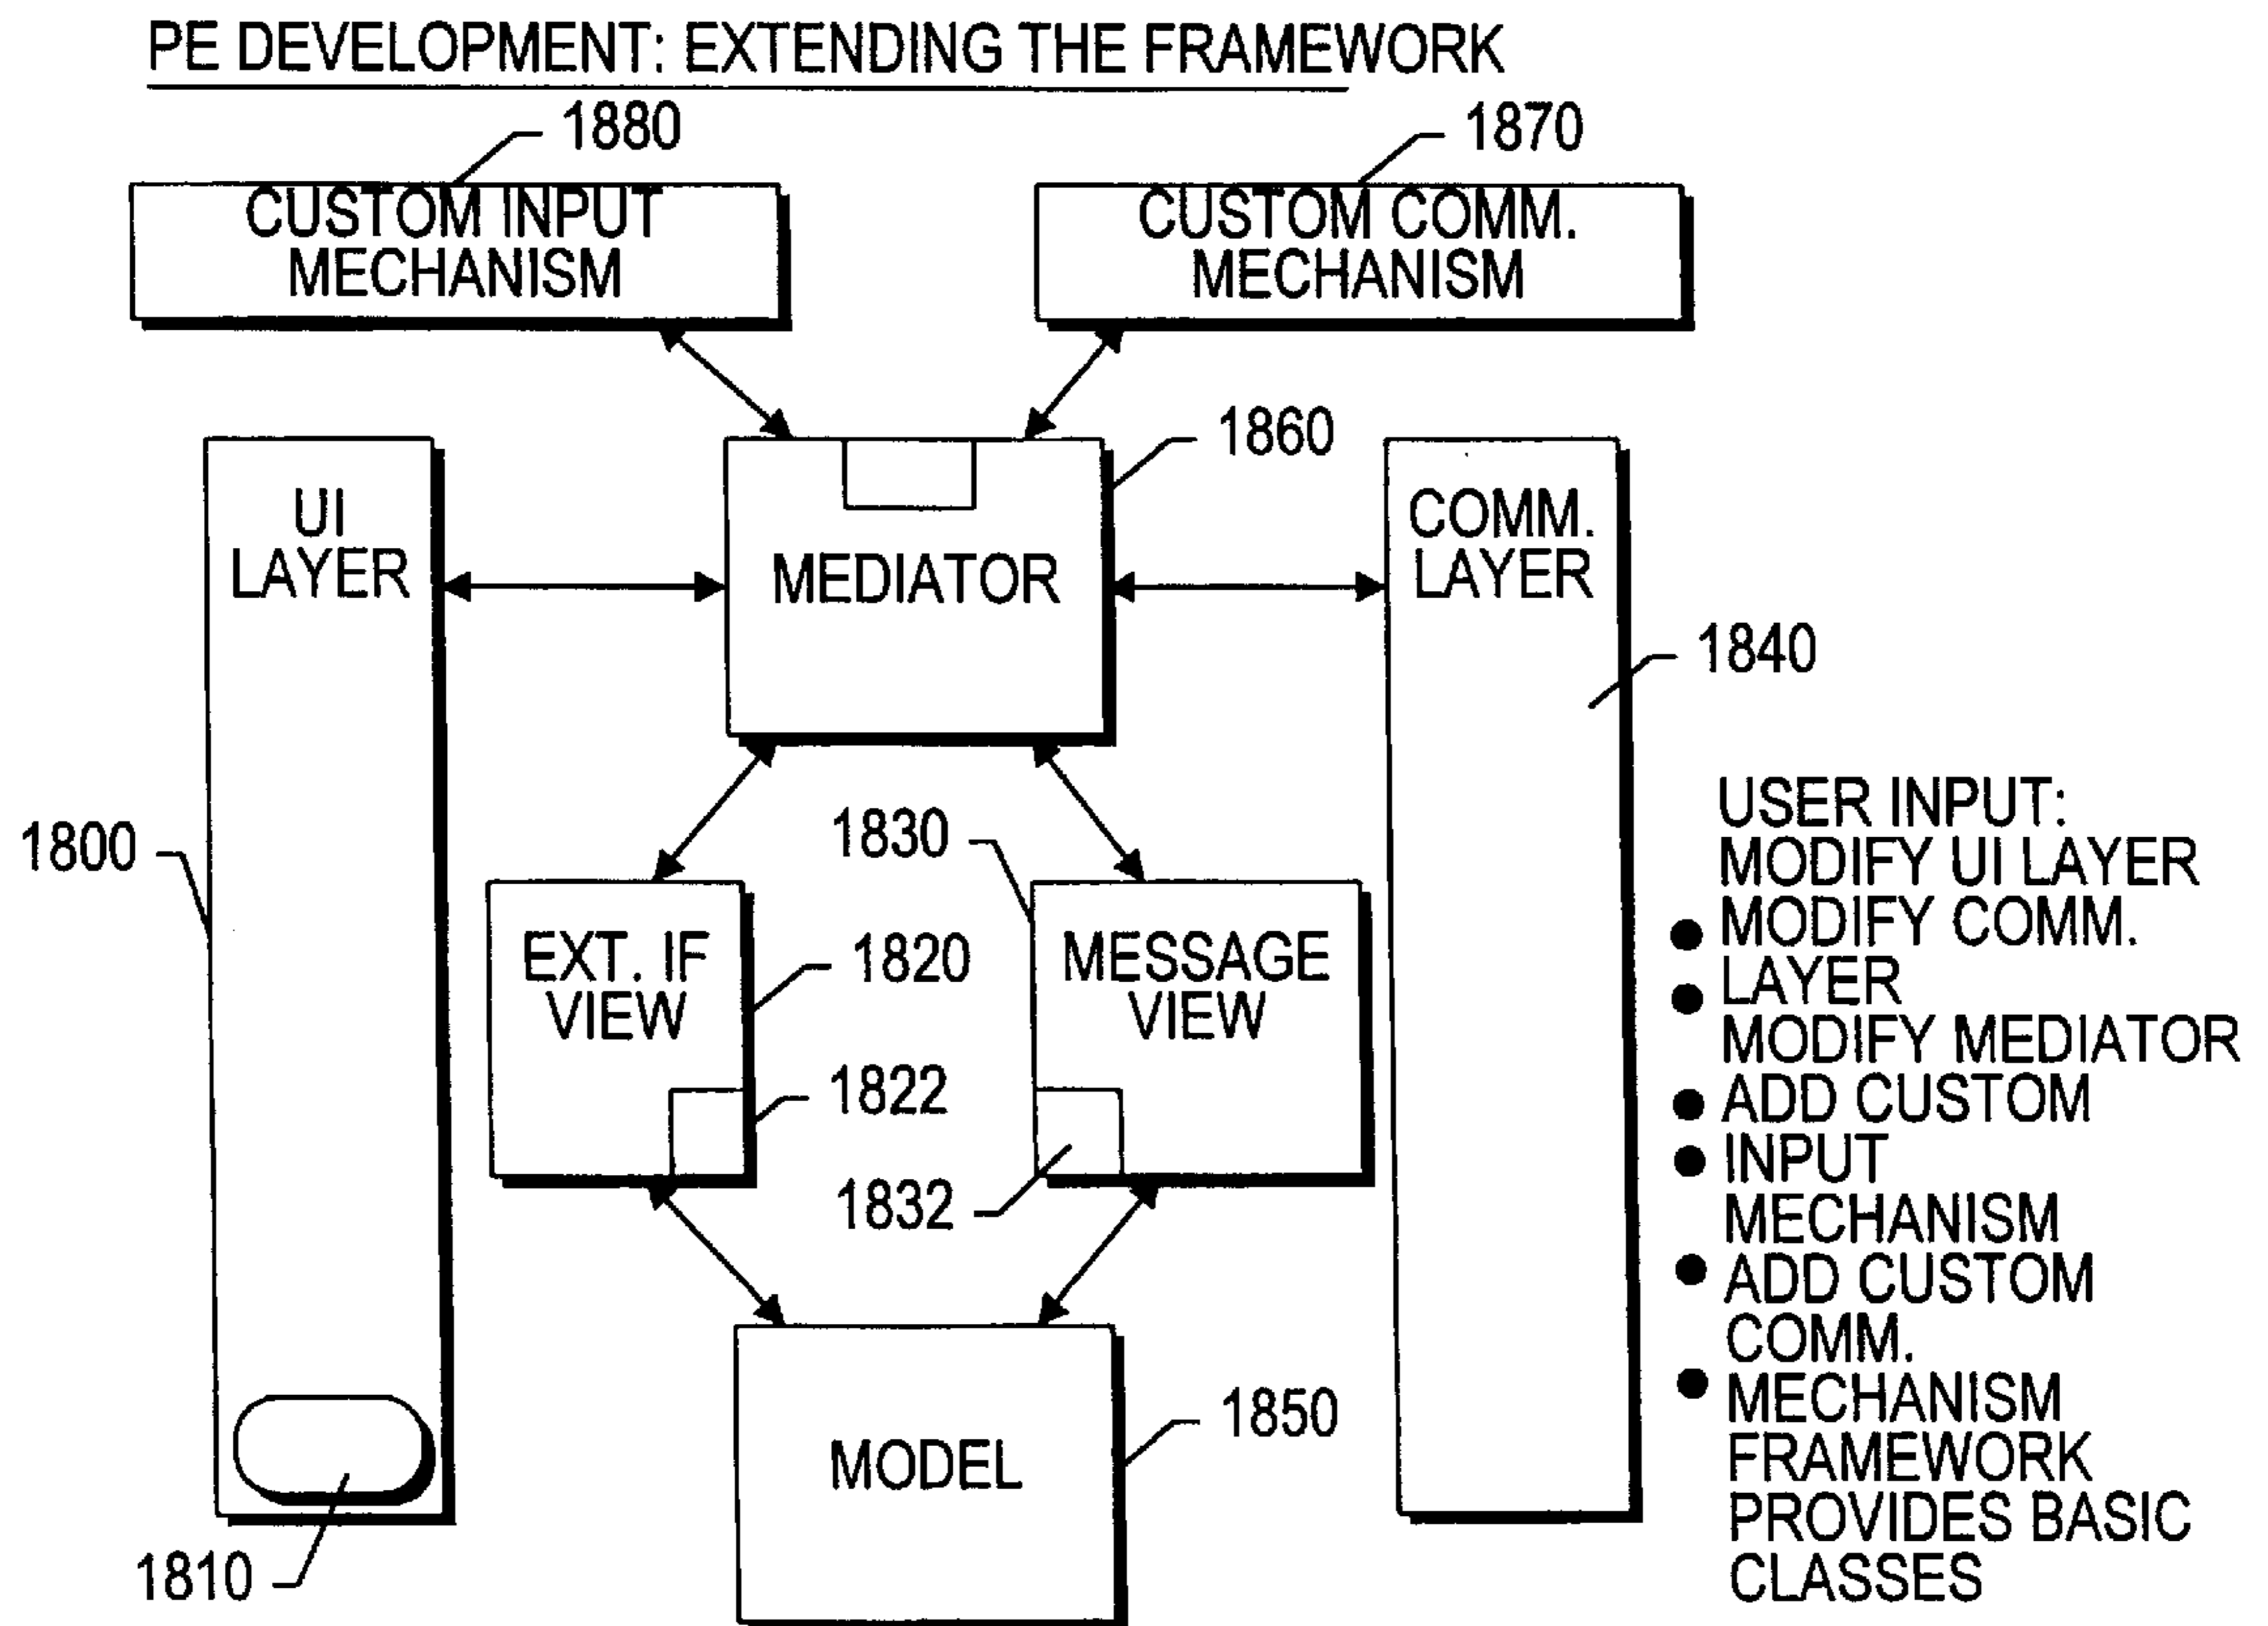 PE DEVELOPMENT: EXTENDING THE FRAMEWORK
1880
1870
CUSTOM INPUT
MECHANISM
CUSTOM COMM.
MECHANISM
1860
UI
LAYER
MEDIATOR
COMM.
LAYER
1840
1800
1830
EXT. IF
VIEW
1820
MESSAGE
VIEW
1822
1832
MODEL
1850
1810
USER INPUT:
MODIFY UI LAYER
● MODIFY COMM.
● LAYER
MODIFY MEDIATOR
● ADD CUSTOM
● INPUT
MECHANISM
● ADD CUSTOM
COMM.
● MECHANISM
FRAMEWORK
PROVIDES BASIC
CLASSES